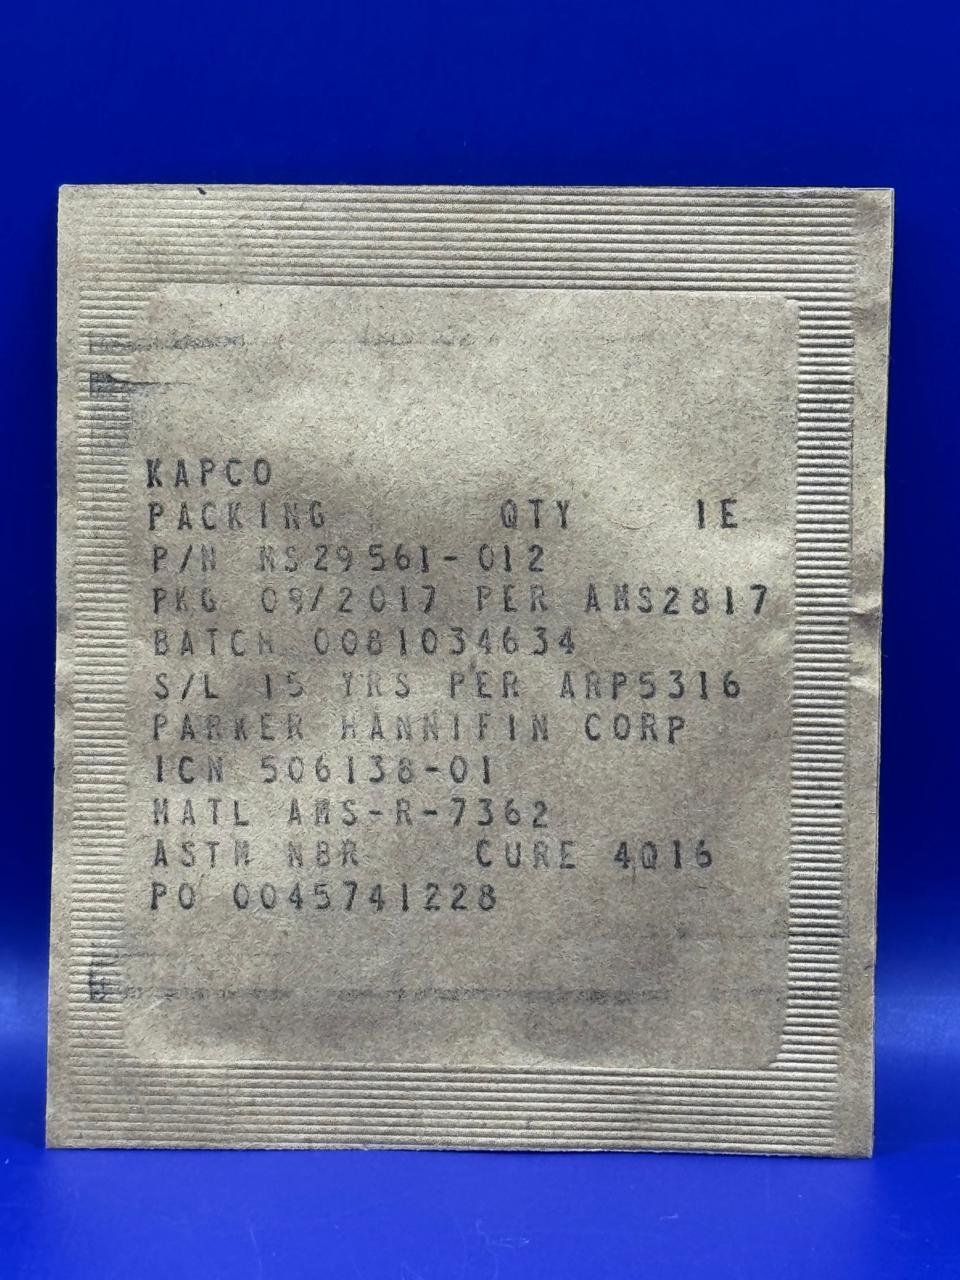 KAPCO
PACKING QTY 1E
P/N MS29561-012
PKG 09/2017 PER AMS2817
BATCH 0081034634
S/L 15 YRS PER ARP5316
PARKER HANNIFIN CORP
ICN 506138-01
MATL AMS-R-7362
ASTM NBR CURE 4Q16
PO 0045741228